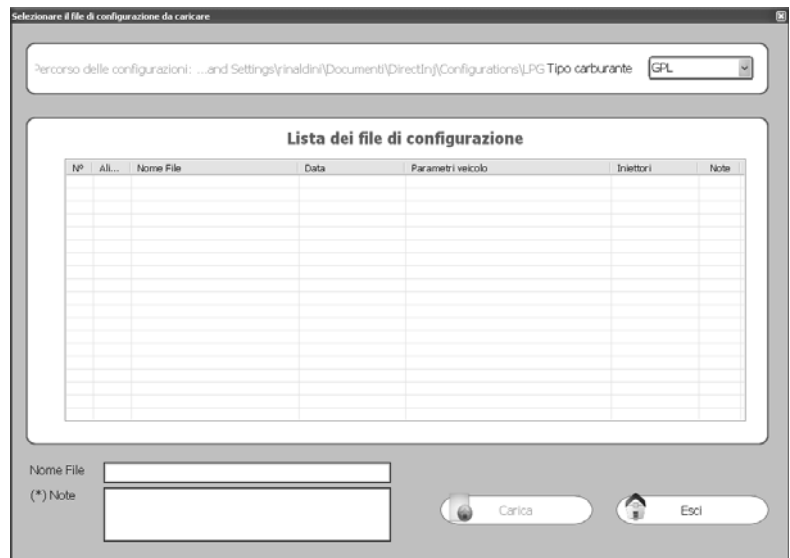 Selezionare il file di configurazione da caricare
Percorso delle configurazioni: ...and Settings\rinaldini\Documenti\DirectInj\Configurations\LPG Tipo carburante GPL
Lista dei file di configurazione
Nº Ali... Nome File Data Parametri veicolo Iniettori Note
Nome File
(*) Note
Carica Esci